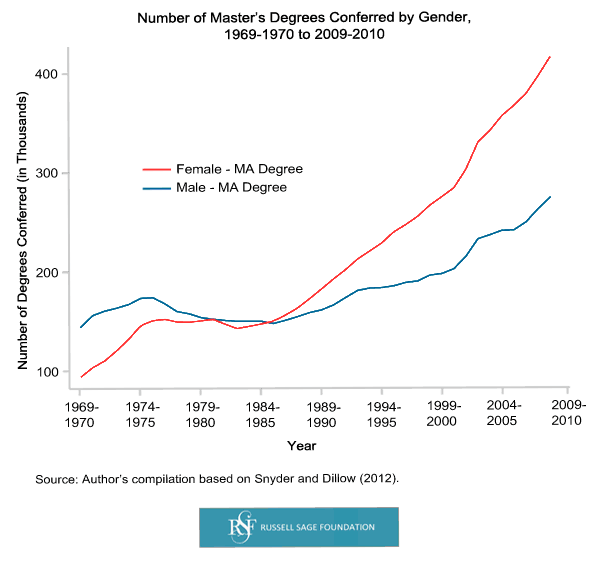 Number of Master's Degrees Conferred by Gender,
1969-1970 to 2009-2010
Number of Degrees Conferred (in Thousands)
400
300
200
100
Female - MA Degree
Male - MA Degree
1969-
1970
1974-
1975
1979-
1980
1984-
1985
1989-
1990
1994-
1995
1999-
2000
2004-
2005
2009-
2010
Year
Source: Author's compilation based on Snyder and Dillow (2012).
RSF RUSSELL SAGE FOUNDATION